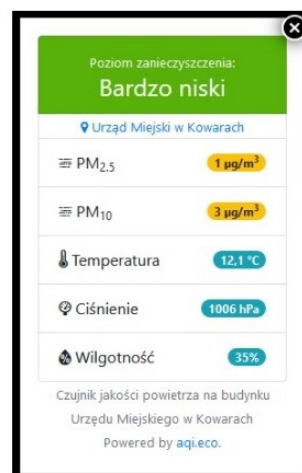 Poziom zanieczyszczenia:
Bardzo niski
Urząd Miejski w Kowarach
PM2.5 1 µg/m³
PM10 3 µg/m³
Temperatura 12,1 °C
Ciśnienie 1006 hPa
Wilgotność 35%
Czujnik jakości powietrza na budynku
Urzędu Miejskiego w Kowarach
Powered by aqi.eco.